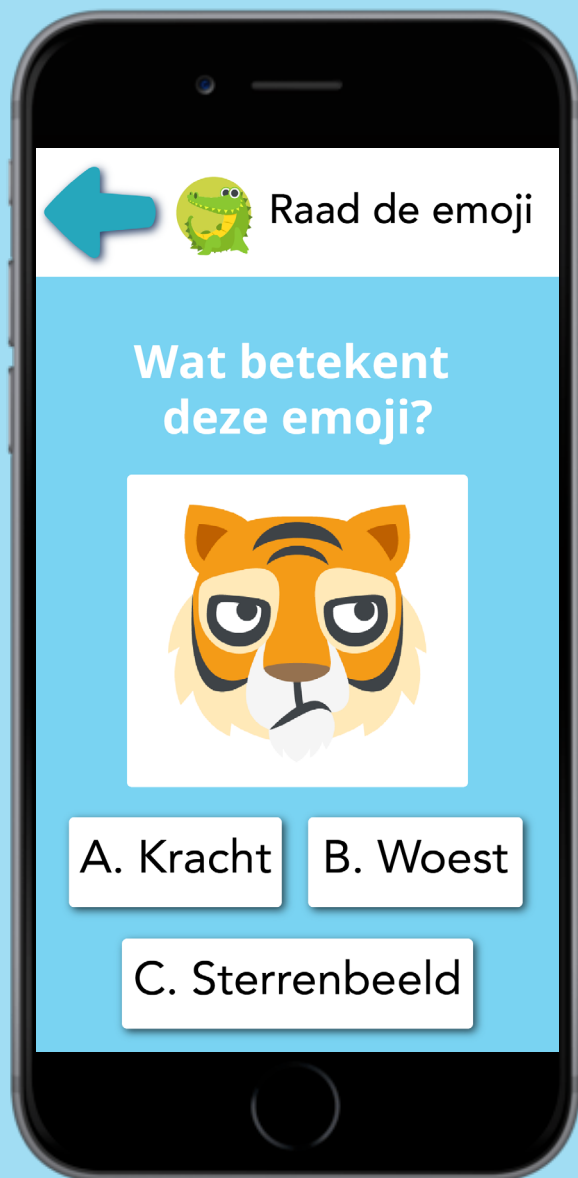 Raad de emoji
Wat betekent
deze emoji?
A. Kracht
B. Woest
C. Sterrenbeeld